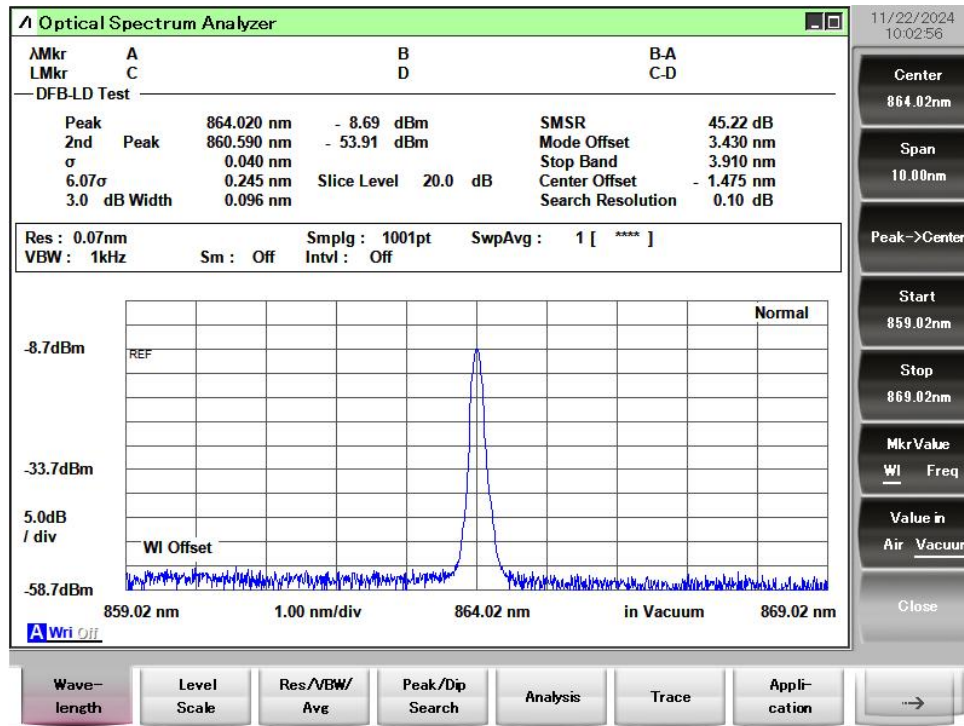 Optical Spectrum Analyzer
11/22/2024
10:02:56
λMkr A B B-A
LMkr C D C-D
DFB-LD Test
Peak 864.020 nm - 8.69 dBm SMSR 45.22 dB
2nd Peak 860.590 nm - 53.91 dBm Mode Offset 3.430 nm
σ 0.040 nm Stop Band 3.910 nm
6.07σ 0.245 nm Slice Level 20.0 dB Center Offset - 1.475 nm
3.0 dB Width 0.096 nm Search Resolution 0.10 dB
Res : 0.07nm Smplg : 1001pt SwpAvg : 1 [ **** ]
VBW : 1kHz Sm : Off Intvl : Off
Normal
-8.7dBm
REF
-33.7dBm
5.0dB
/ div
Wl Offset
-58.7dBm
859.02 nm 1.00 nm/div 864.02 nm in Vacuum 869.02 nm
A Wri Off
Center
864.02nm
Span
10.00nm
Peak->Center
Start
859.02nm
Stop
869.02nm
MkrValue
Wl Freq
Value in
Air Vacuum
Close
Wave-
length
Level
Scale
Res/VBW/
Avg
Peak/Dip
Search
Analysis
Trace
Appli-
cation